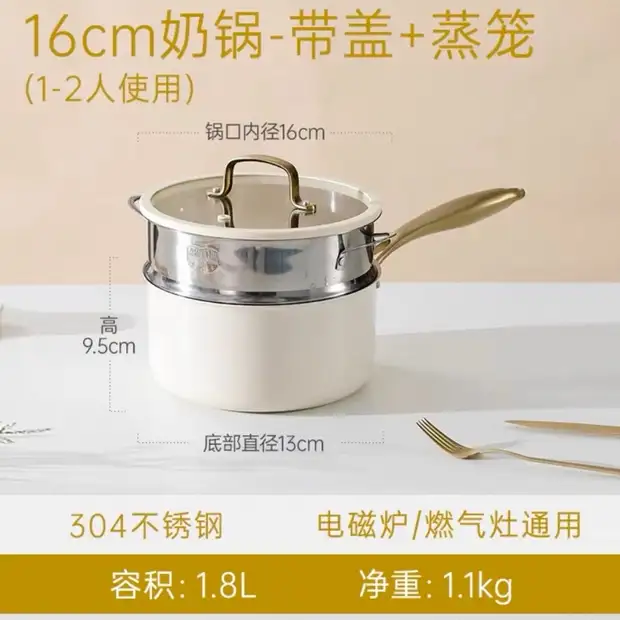 16cm奶锅-带盖+蒸笼
(1-2人使用)
锅口内径16cm
高
9.5cm
底部直径13cm
304不锈钢
电磁炉/燃气灶通用
容积: 1.8L
净重: 1.1kg